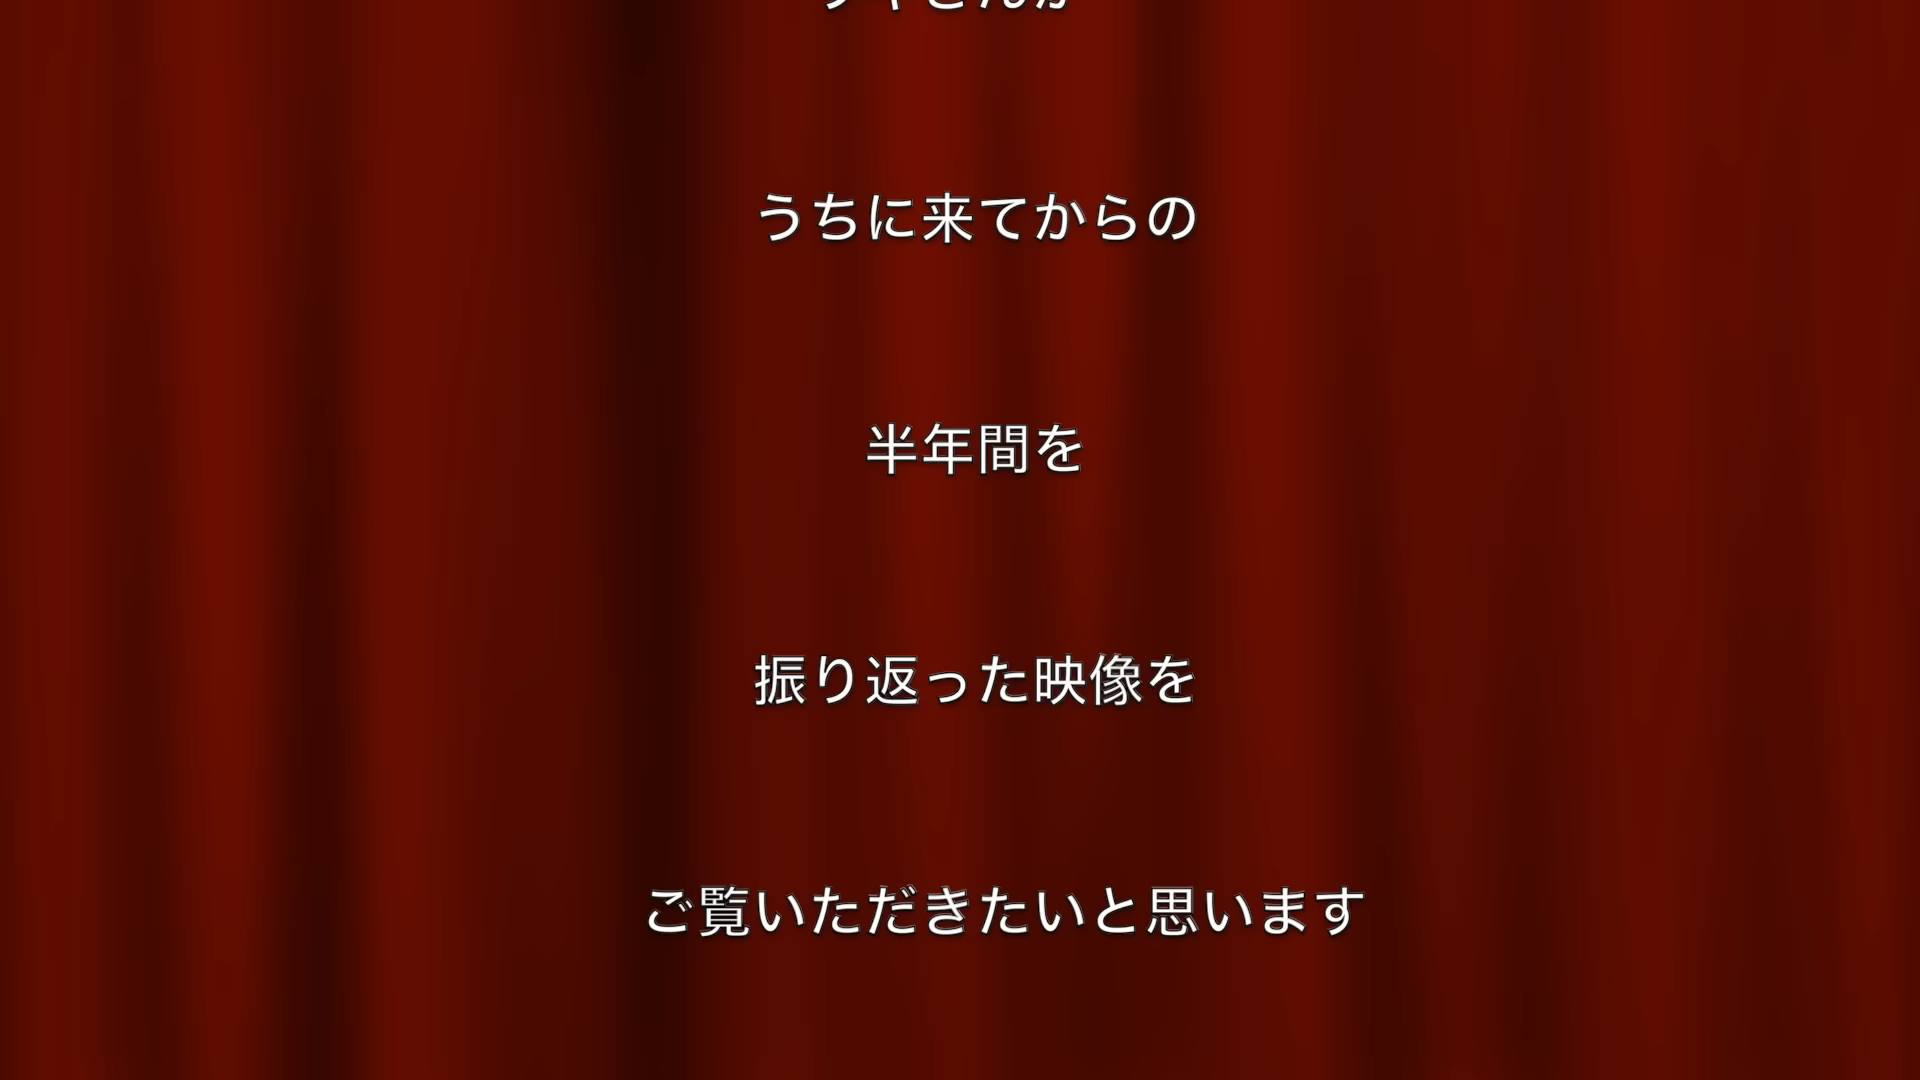 うちに来てからの
半年間を
振り返った映像を
ご覧いただきたいと思います